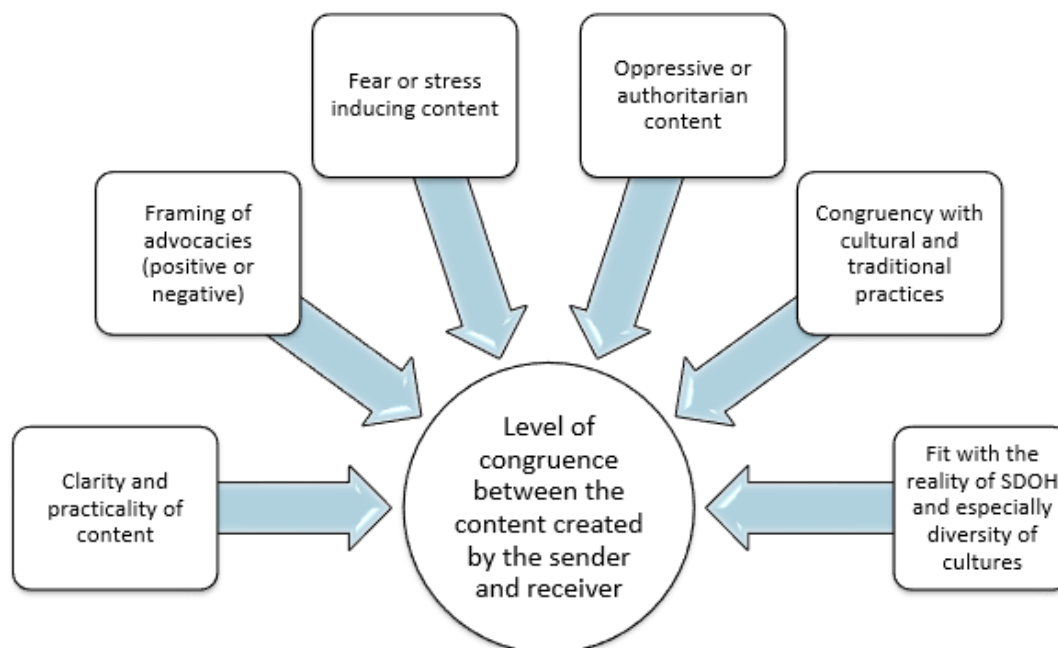 Fear or stress
inducing content
Oppressive or
authoritarian
content
Framing of
advocacies
(positive or
negative)
Congruency with
cultural and
traditional
practices
Clarity and
practicality of
content
Level of
congruence
between the
content created
by the sender
and receiver
Fit with the
reality of SDOH
and especially
diversity of
cultures